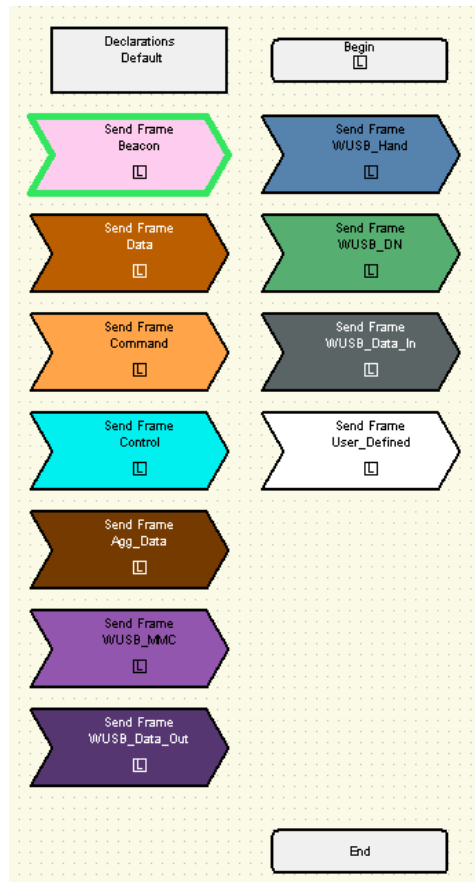 Declarations
Default
Begin
L
Send Frame
Beacon
L
Send Frame
WUSB_Hand
L
Send Frame
Data
L
Send Frame
WUSB_DN
L
Send Frame
Command
L
Send Frame
WUSB_Data_In
L
Send Frame
Control
L
Send Frame
User_Defined
L
Send Frame
Agg_Data
L
Send Frame
WUSB_MMC
L
Send Frame
WUSB_Data_Out
L
End